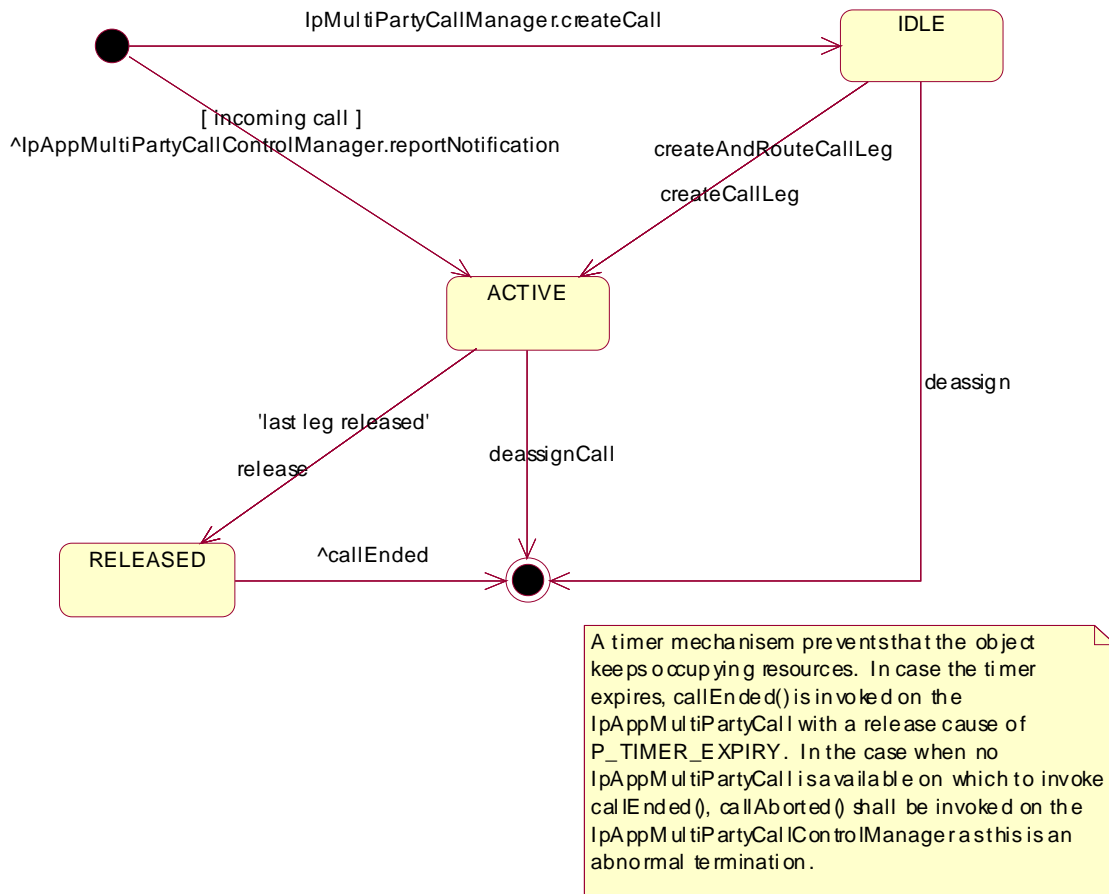 IpMultiPartyCallManager.createCall
IDLE
[ incoming call ]
^IpAppMultiPartyCallControlManager.reportNotification
createAndRouteCallLeg
createCallLeg
ACTIVE
deassign
'last leg released'
release
deassignCall
RELEASED
^callEnded
A timer mechanisem prevents that the object
keeps occupying resources. In case the timer
expires, callEnded() is invoked on the
IpAppMultiPartyCall with a release cause of
P_TIMER_EXPIRY. In the case when no
IpAppMultiPartyCall is available on which to invoke
callEnded(), callAborted() shall be invoked on the
IpAppMultiPartyCallControlManager as this is an
abnormal termination.